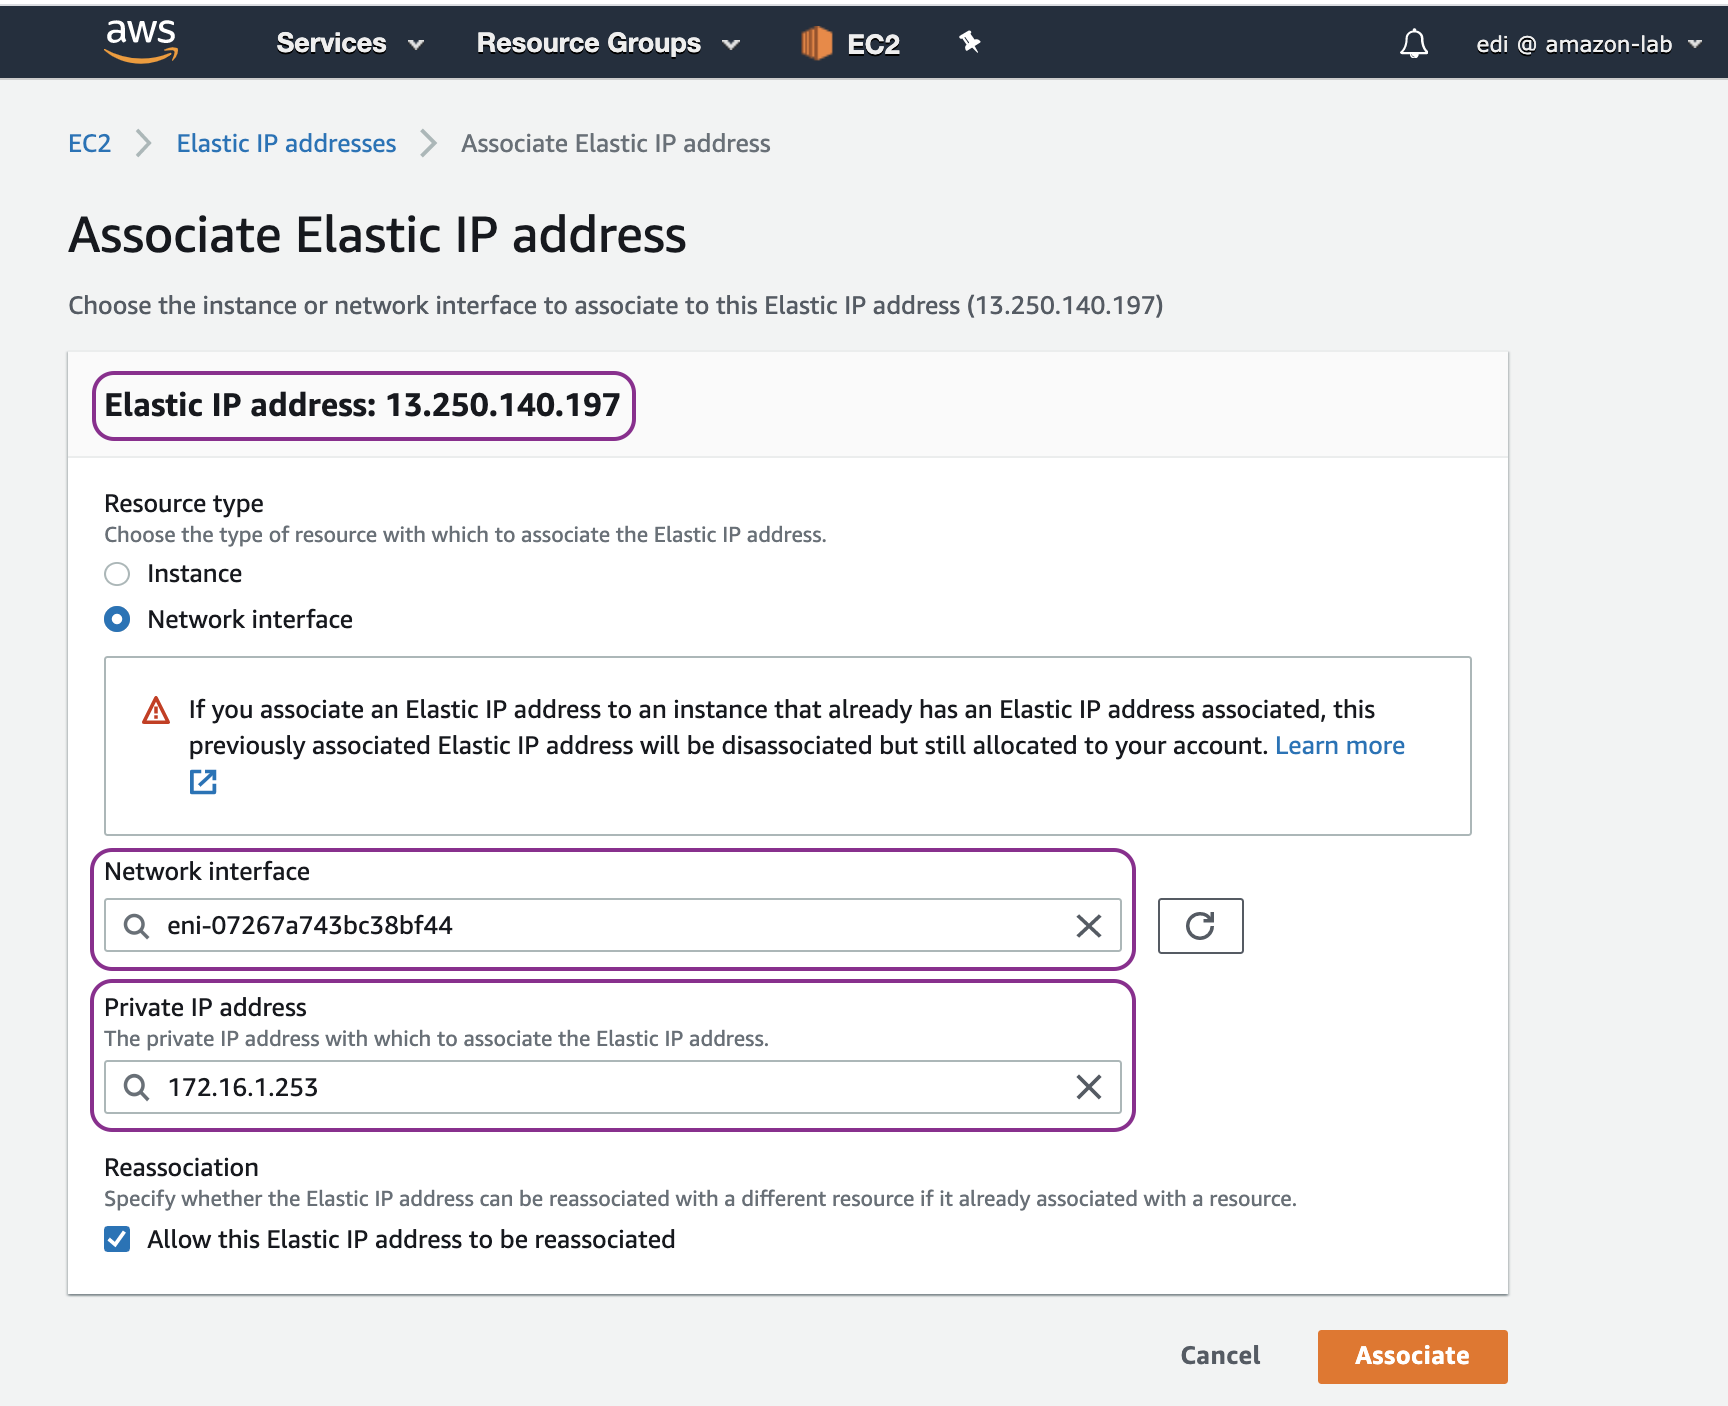 aws Services Resource Groups EC2 edi @ amazon-lab
EC2 Elastic IP addresses Associate Elastic IP address
Associate Elastic IP address
Choose the instance or network interface to associate to this Elastic IP address (13.250.140.197)
Elastic IP address: 13.250.140.197
Resource type
Choose the type of resource with which to associate the Elastic IP address.
Instance
Network interface
If you associate an Elastic IP address to an instance that already has an Elastic IP address associated, this
previously associated Elastic IP address will be disassociated but still allocated to your account. Learn more
Network interface
eni-07267a743bc38bf44
Private IP address
The private IP address with which to associate the Elastic IP address.
172.16.1.253
Reassociation
Specify whether the Elastic IP address can be reassociated with a different resource if it already associated with a resource.
Allow this Elastic IP address to be reassociated
Cancel Associate